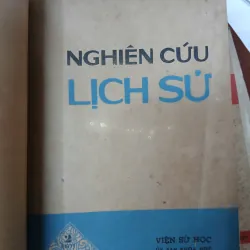 NGHIÊN CỨU
LỊCH SỬ
VIỆN SỬ HỌC